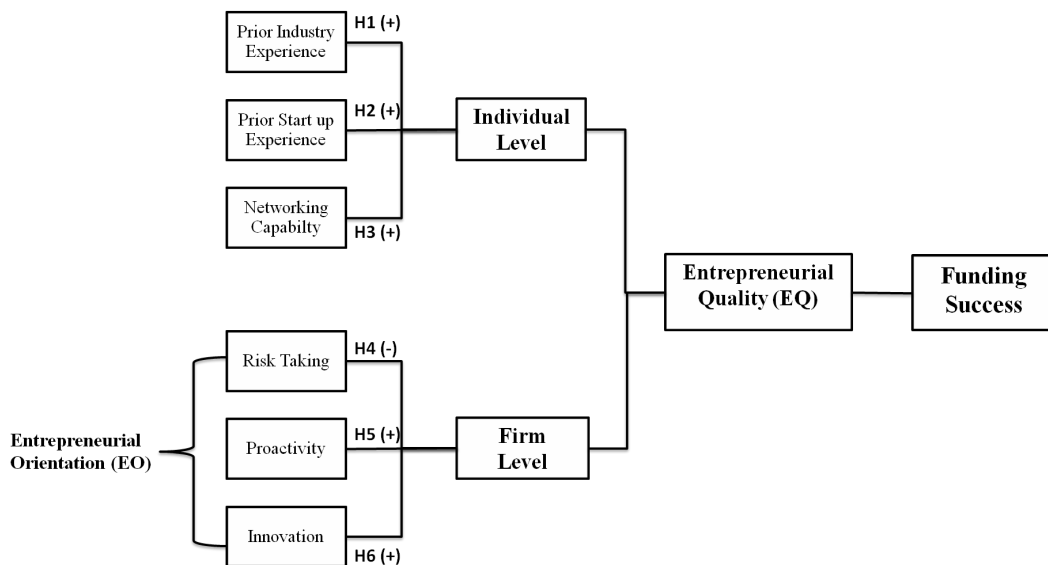 Prior Industry
Experience
H1 (+)
Prior Start up
Experience
H2 (+)
Networking
Capabilty
H3 (+)
Individual
Level
Entrepreneurial
Quality (EQ)
Funding
Success
Entrepreneurial
Orientation (EO)
Risk Taking
H4 (-)
Proactivity
H5 (+)
Innovation
H6 (+)
Firm
Level